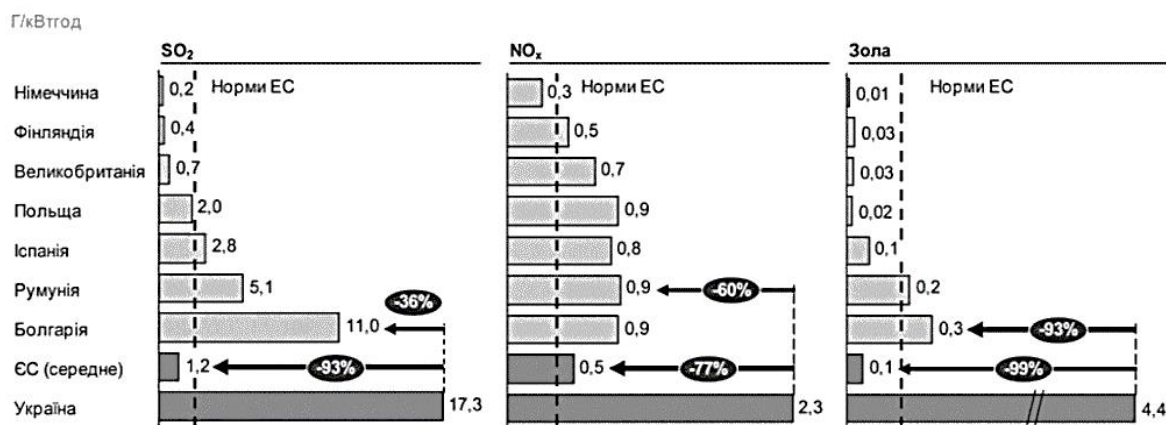 Г/кВтгод
SO₂ NOₓ Зола
Норми ЕС Норми ЕС Норми ЕС
Німеччина 0,2 0,3 0,01
Фінляндія 0,4 0,5 0,03
Великобританія 0,7 0,7 0,03
Польща 2,0 0,9 0,02
Іспанія 2,8 0,8 0,1
Румунія 5,1 0,9 -60% 0,2
-36%
Болгарія 11,0 0,9 0,3 -93%
ЄС (середнє) 1,2 -93% 0,5 -77% 0,1 -99%
Україна 17,3 2,3 4,4